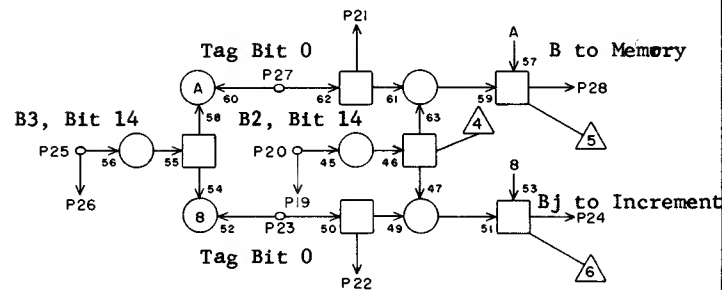 P21
Tag Bit 0
A
B to Memory
P27
57
A
60
62
61
59
P28
58
63
B3, Bit 14
B2, Bit 14
4
5
P25
56
55
P20
45
46
54
47
8
53
P26
P19
B
52
P23
50
49
51
P24
Bj to Increment
Tag Bit 0
P22
6